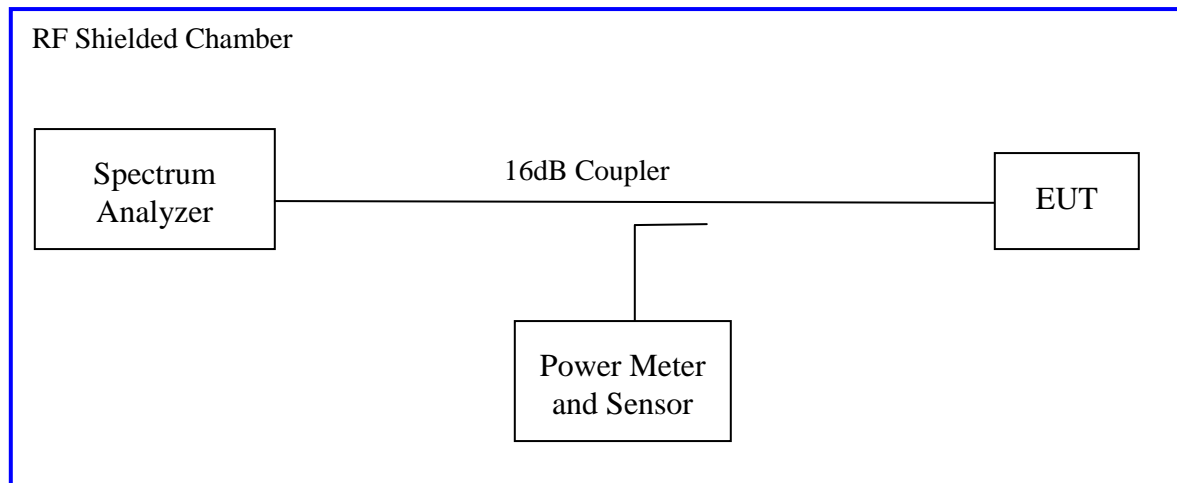 RF Shielded Chamber
Spectrum
Analyzer
16dB Coupler
EUT
Power Meter
and Sensor